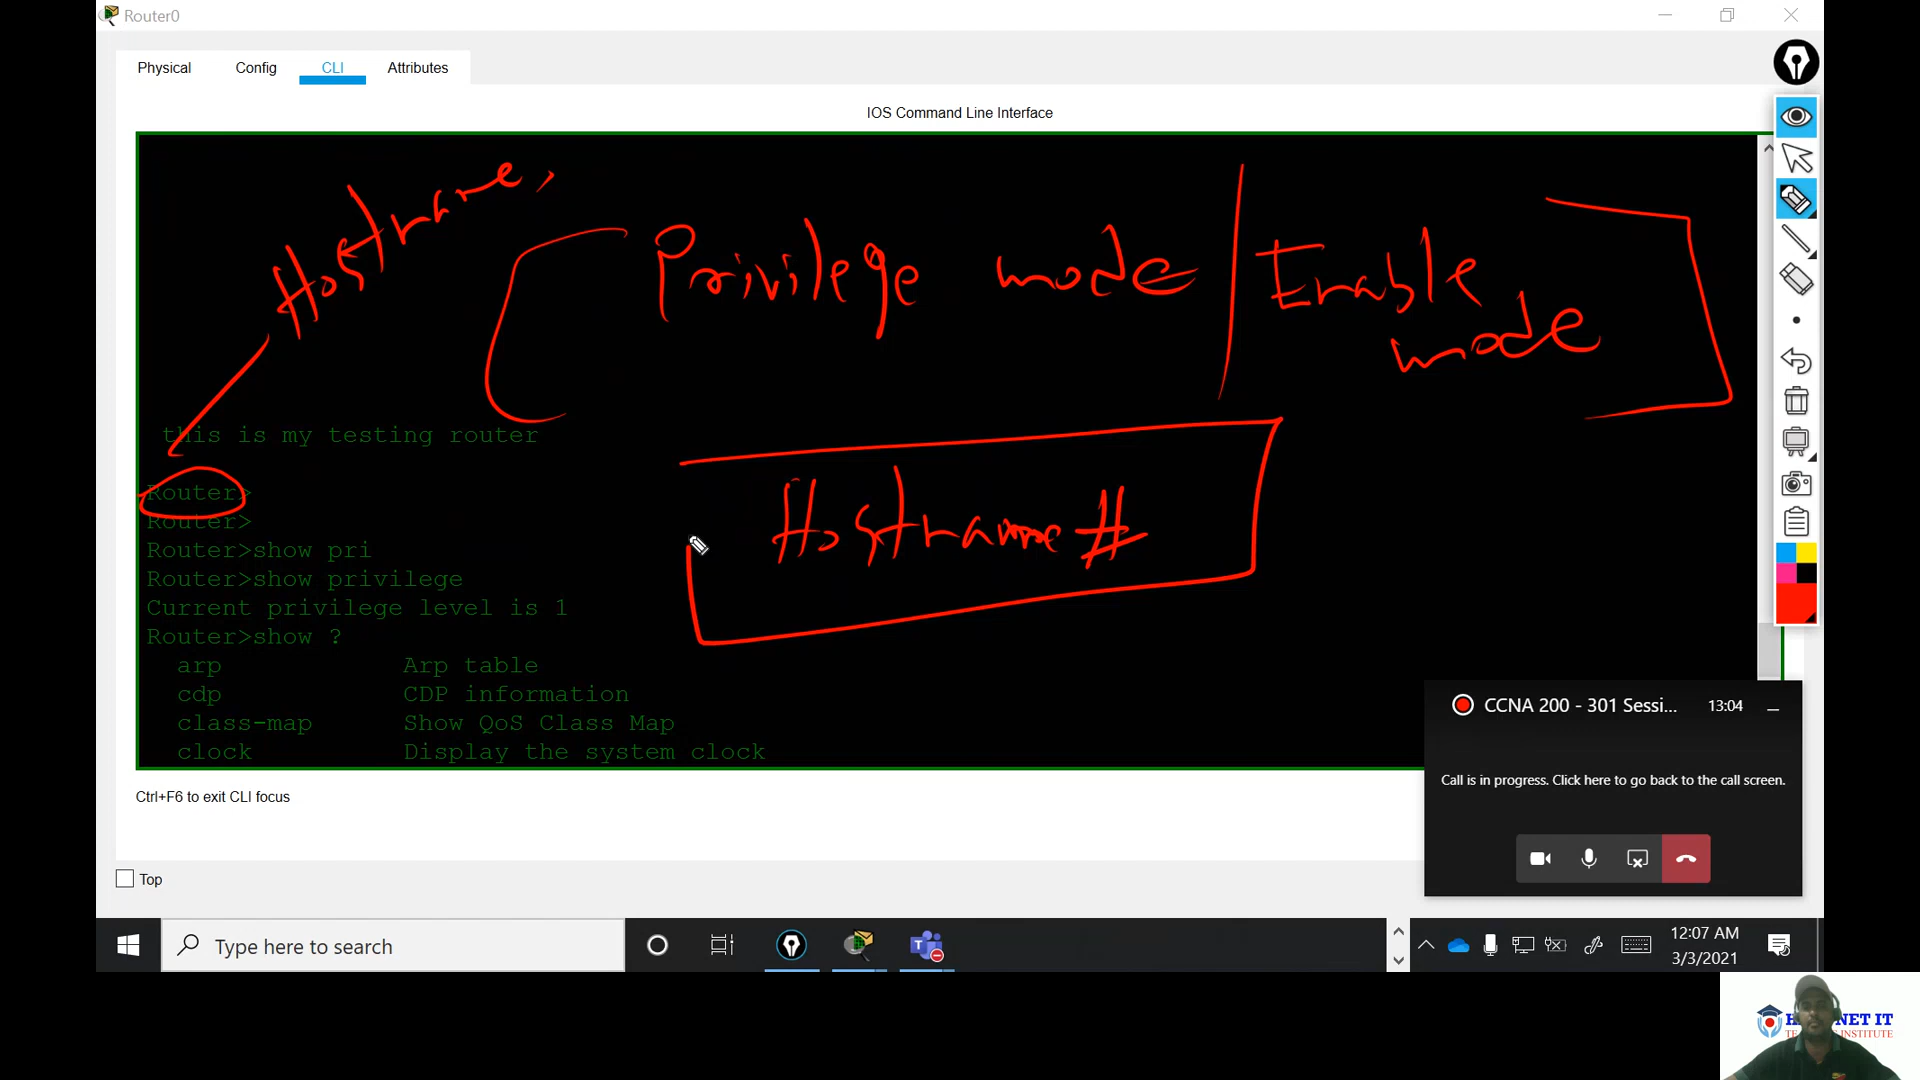 Router0
Physical Config CLI Attributes
IOS Command Line Interface
Hostname,
Privilege mode
Enable
mode
this is my testing router
Router>
Router>
Router>show pri
Router>show privilege
Current privilege level is 1
Router>show ?
arp Arp table
cdp CDP information
class-map Show QoS Class Map
clock Display the system clock
Hostname #
CCNA 200 - 301 Sessi... 13:04
Call is in progress. Click here to go back to the call screen.
Ctrl+F6 to exit CLI focus
Top
Type here to search
12:07 AM
3/3/2021
NET IT
INSTITUTE